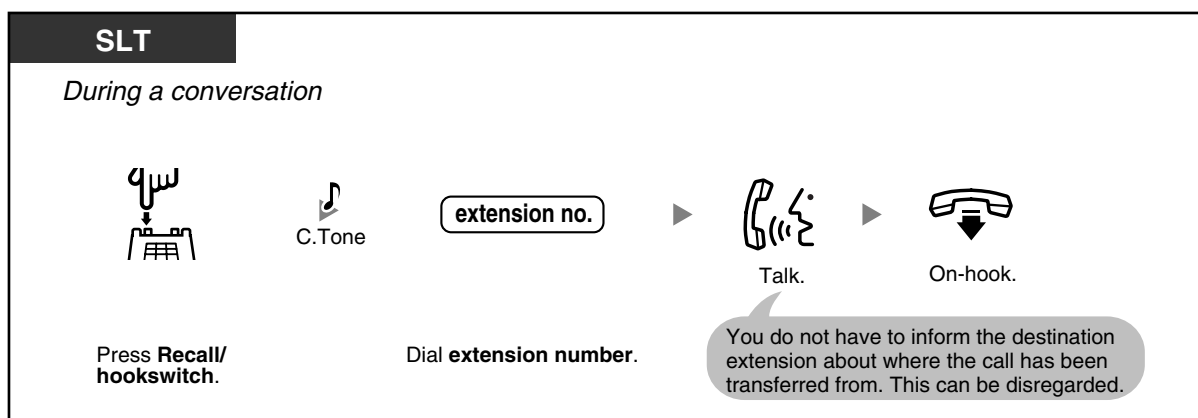 SLT
During a conversation
C.Tone
extension no.
Talk.
On-hook.
Press Recall/
hookswitch.
Dial extension number.
You do not have to inform the destination
extension about where the call has been
transferred from. This can be disregarded.